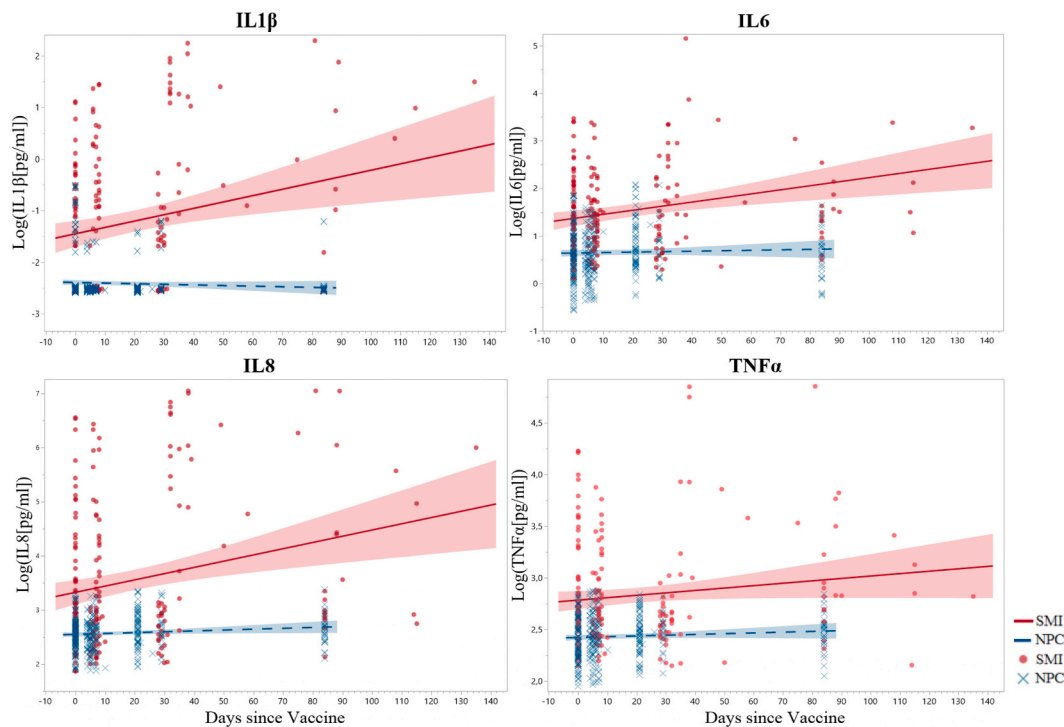 IL1β
Log(IL1β[pg/ml])
2
1
0
-1
-2
-3
-10 0 10 20 30 40 50 60 70 80 90 100 110 120 130 140
IL6
Log(IL6[pg/ml])
5
4
3
2
1
0
-1
-10 0 10 20 30 40 50 60 70 80 90 100 110 120 130 140
IL8
Log(IL8[pg/ml])
7
6
5
4
3
2
-10 0 10 20 30 40 50 60 70 80 90 100 110 120 130 140
Days since Vaccine
TNFα
Log(TNFα[pg/ml])
4,5
3,5
3,0
2,5
2,0
-10 0 10 20 30 40 50 60 70 80 90 100 110 120 130 140
Days since Vaccine
SMI
NPC
SMI
NPC